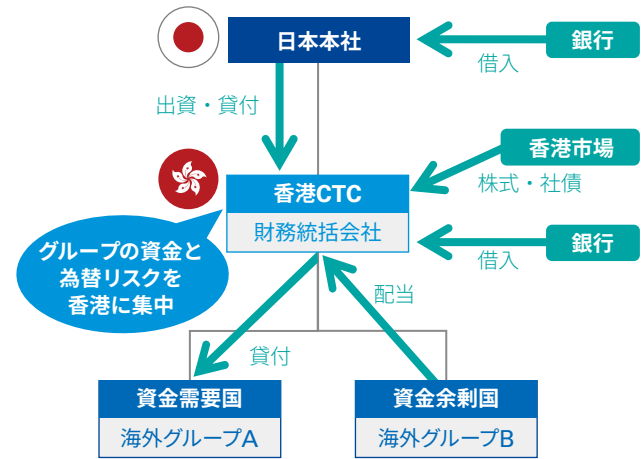 日本本社
銀行
借入
出資・貸付
香港市場
株式・社債
香港CTC
財務統括会社
銀行
借入
グループの資金と
為替リスクを
香港に集中
配当
貸付
資金需要国
海外グループA
資金余剰国
海外グループB